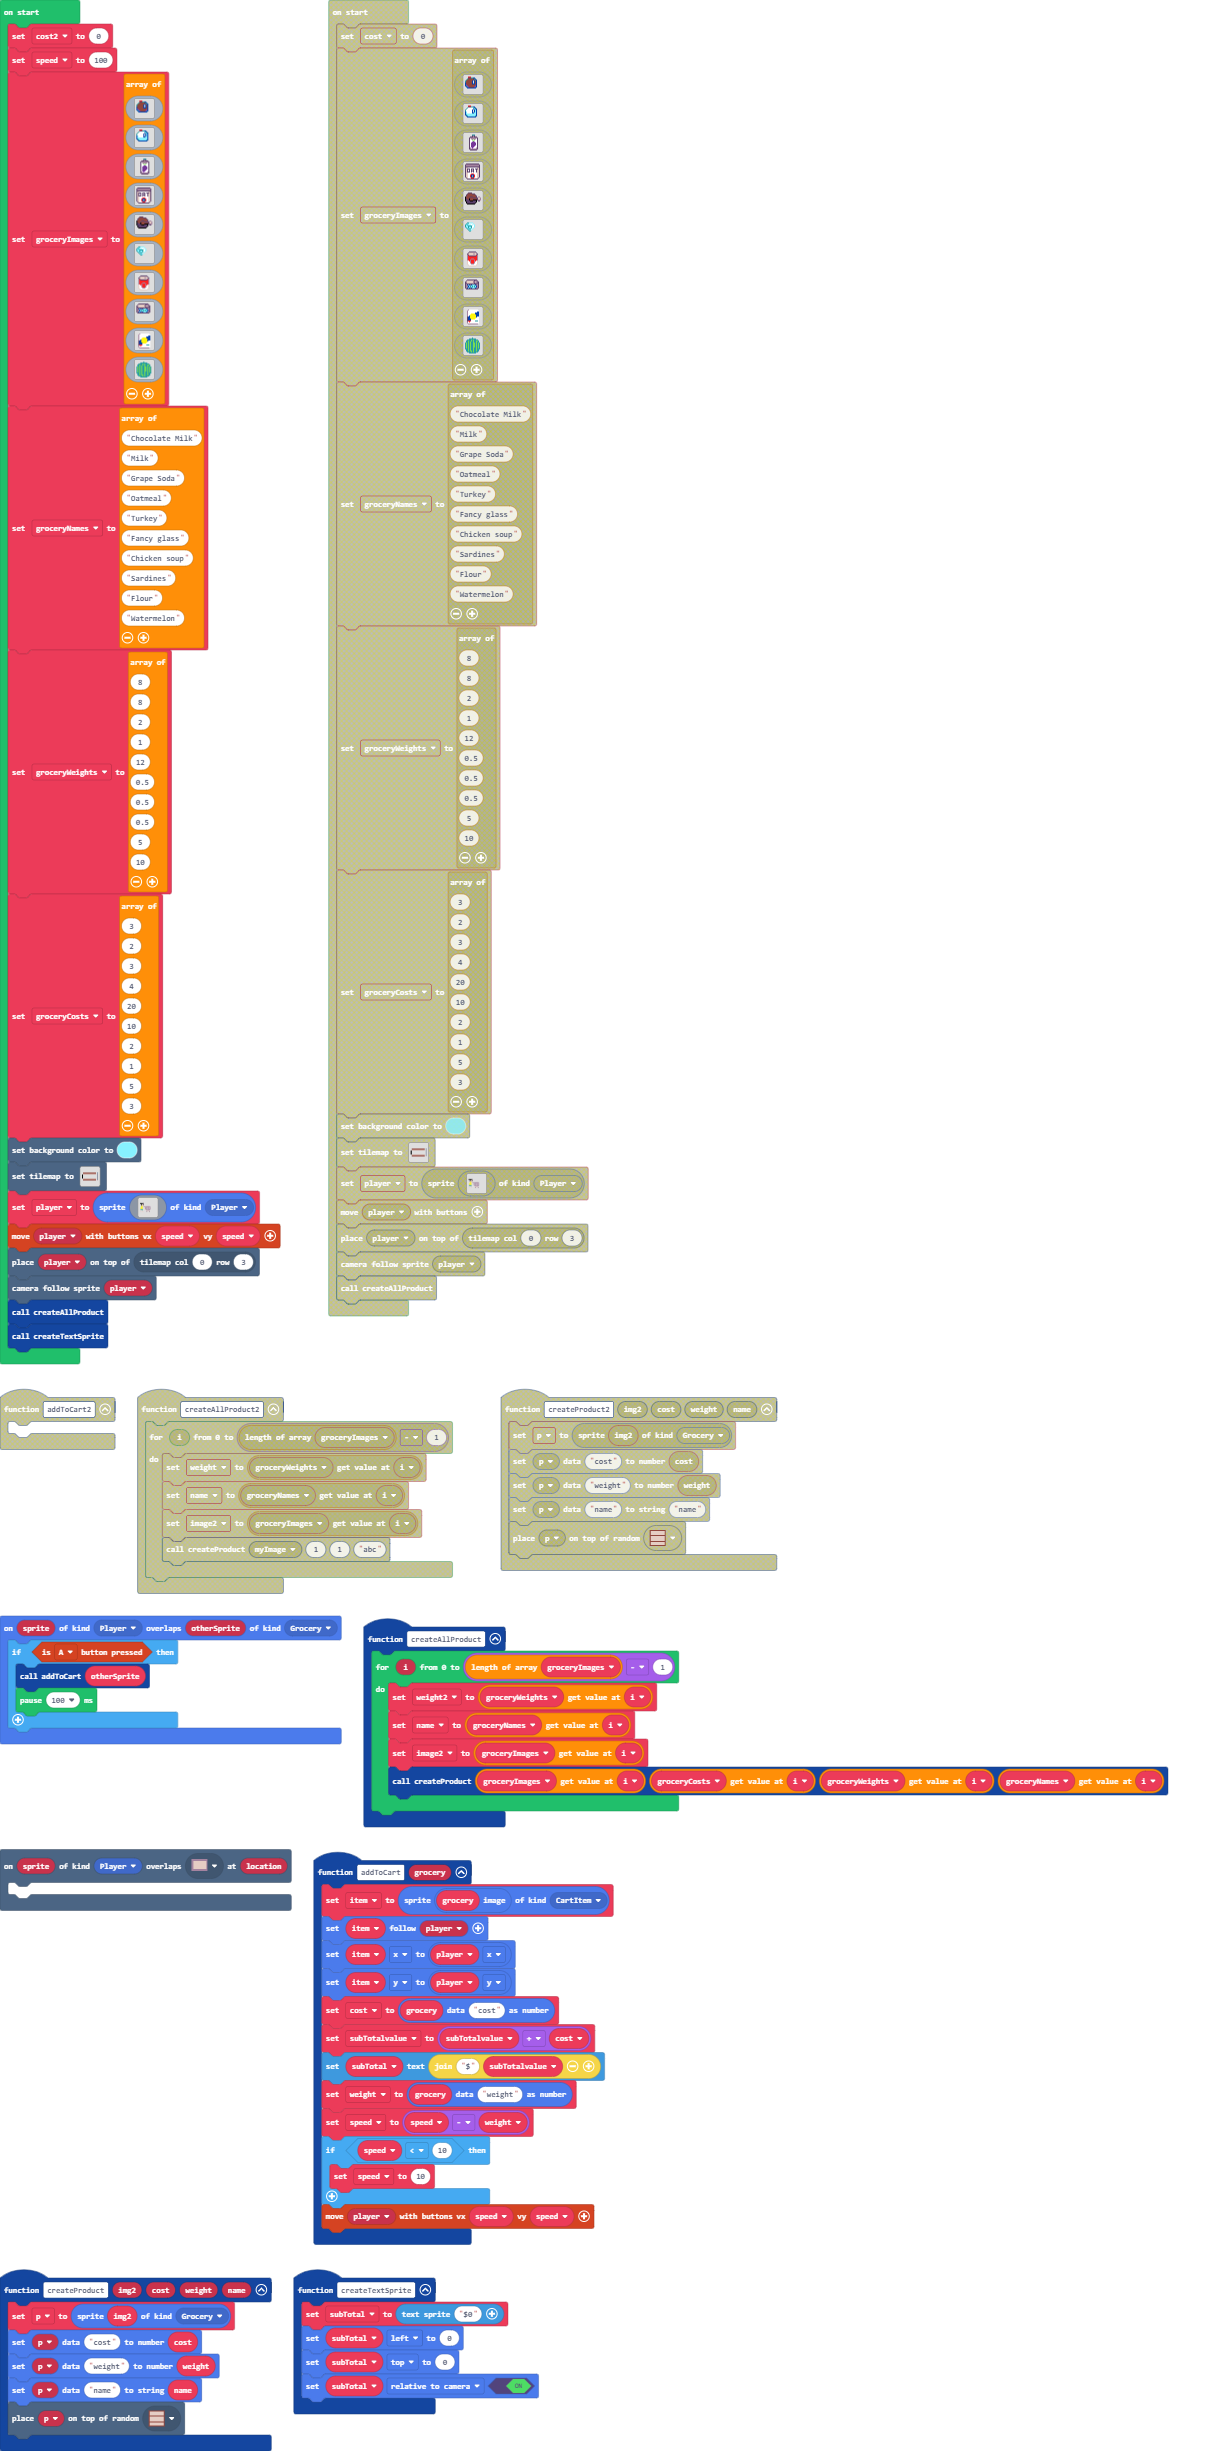 on start
set cost2 to 0
set speed to 100
set groceryImages to array of
set groceryNames to array of
"Chocolate Milk"
"Milk"
"Grape Soda"
"Oatmeal"
"Turkey"
"Fancy glass"
"Chicken soup"
"Sardines"
"Flour"
"Watermelon"
set groceryWeights to array of
8
8
2
1
12
0.5
0.5
0.5
5
10
set groceryCosts to array of
3
2
3
4
20
10
2
1
5
3
set background color to
set tilemap to
set player to sprite of kind Player
move player with buttons vx speed vy speed
place player on top of tilemap col 0 row 3
camera follow sprite player
call createAllProduct
call createTextSprite
on start
set cost to 0
set groceryImages to array of
set groceryNames to array of
"Chocolate Milk"
"Milk"
"Grape Soda"
"Oatmeal"
"Turkey"
"Fancy glass"
"Chicken soup"
"Sardines"
"Flour"
"Watermelon"
set groceryWeights to array of
8
8
2
1
12
0.5
0.5
0.5
5
10
set groceryCosts to array of
3
2
3
4
20
10
2
1
5
3
set background color to
set tilemap to
set player to sprite of kind Player
move player with buttons
place player on top of tilemap col 0 row 3
camera follow sprite player
call createAllProduct
function addToCart2
function createAllProduct2
for i from 0 to length of array groceryImages - 1
do
set weight to groceryWeights get value at i
set name to groceryNames get value at i
set image2 to groceryImages get value at i
call createProduct myImage 1 1 "abc"
function createProduct2 img2 cost weight name
set p to sprite img2 of kind Grocery
set p data "cost" to number cost
set p data "weight" to number weight
set p data "name" to string "name"
place p on top of random
on sprite of kind Player overlaps otherSprite of kind Grocery
if is A button pressed then
call addToCart otherSprite
pause 100 ms
function createAllProduct
for i from 0 to length of array groceryImages - 1
do
set weight2 to groceryWeights get value at i
set name to groceryNames get value at i
set image2 to groceryImages get value at i
call createProduct groceryImages get value at i groceryCosts get value at i groceryWeights get value at i groceryNames get value at i
on sprite of kind Player overlaps at location
function addToCart grocery
set item to sprite grocery image of kind CartItem
set item follow player
set item x to player x
set item y to player y
set cost to grocery data "cost" as number
set subTotalvalue to subTotalvalue + cost
set subTotal text join "$" subTotalvalue
set weight to grocery data "weight" as number
set speed to speed - weight
if speed < 10 then
set speed to 10
move player with buttons vx speed vy speed
function createProduct img2 cost weight name
set p to sprite img2 of kind Grocery
set p data "cost" to number cost
set p data "weight" to number weight
set p data "name" to string name
place p on top of random
function createTextSprite
set subTotal to text sprite "$0"
set subTotal left to 0
set subTotal top to 0
set subTotal relative to camera ON